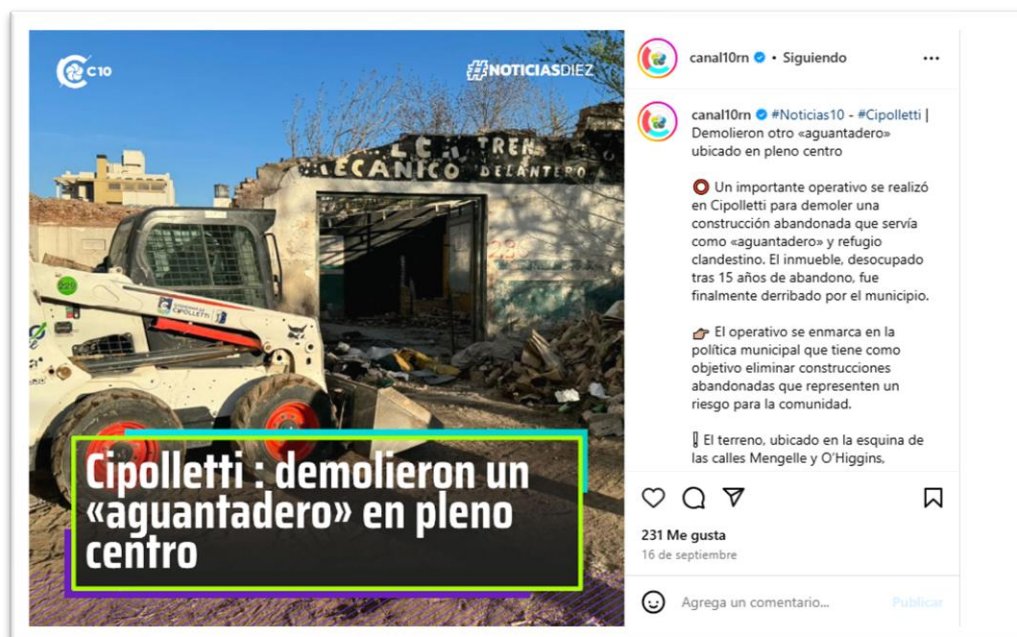 C10
#NOTICIASDIEZ
LCH TREN
MECANICO DELANTERO
229
CIPOLLETTI
Cipolletti : demolieron un
«aguantadero» en pleno
centro
canal10rn • Siguiendo
canal10rn #Noticias10 - #Cipolletti |
Demolieron otro «aguantadero»
ubicado en pleno centro
⭕ Un importante operativo se realizó
en Cipolletti para demoler una
construcción abandonada que servía
como «aguantadero» y refugio
clandestino. El inmueble, desocupado
tras 15 años de abandono, fue
finalmente derribado por el municipio.
👉 El operativo se enmarca en la
política municipal que tiene como
objetivo eliminar construcciones
abandonadas que representen un
riesgo para la comunidad.
El terreno, ubicado en la esquina de
las calles Mengelle y O'Higgins,
231 Me gusta
16 de septiembre
Agrega un comentario...
Publicar